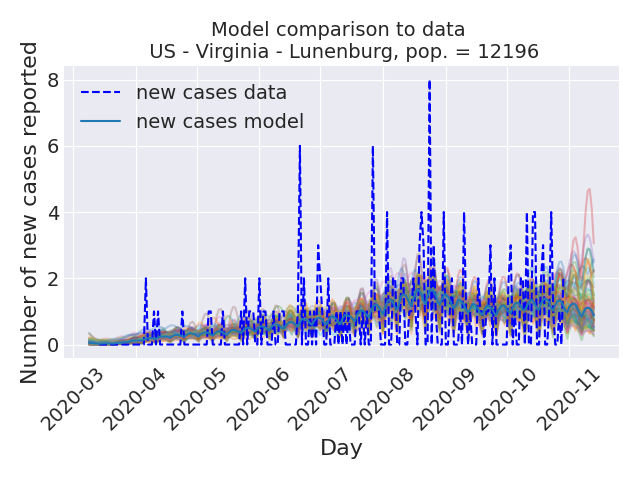 Model comparison to data
US - Virginia - Lunenburg, pop. = 12196
Number of new cases reported
8
6
4
2
0
new cases data
new cases model
2020-03
2020-04
2020-05
2020-06
2020-07
2020-08
2020-09
2020-10
2020-11
Day